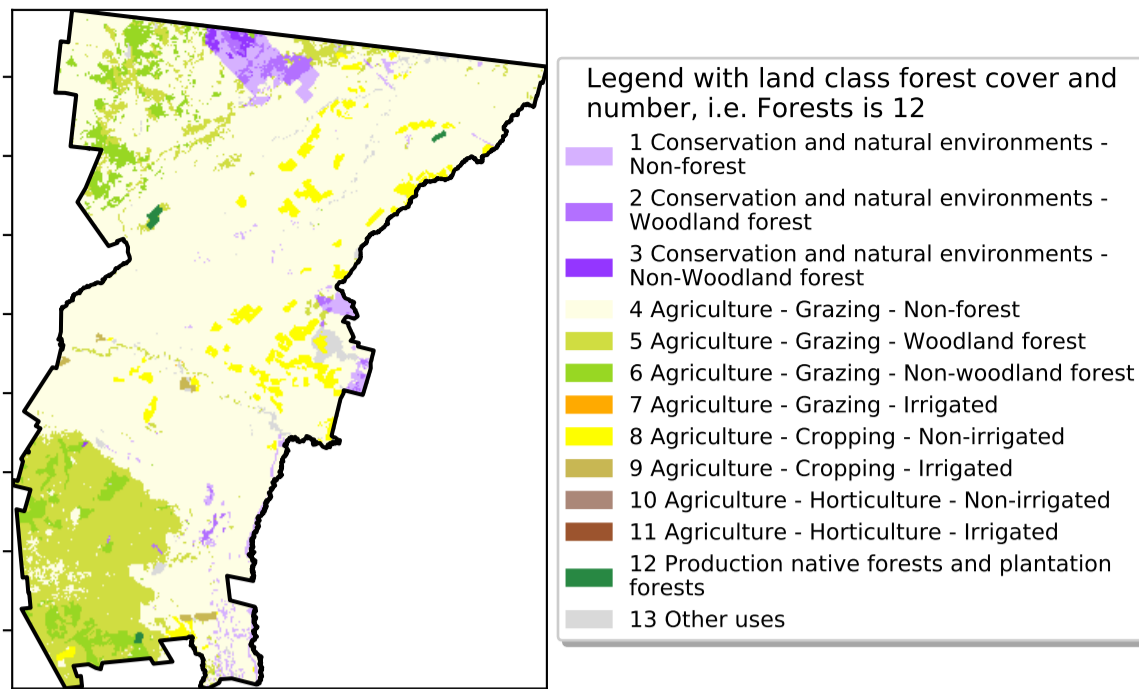 Legend with land class forest cover and
number, i.e. Forests is 12
1 Conservation and natural environments -
Non-forest
2 Conservation and natural environments -
Woodland forest
3 Conservation and natural environments -
Non-Woodland forest
4 Agriculture - Grazing - Non-forest
5 Agriculture - Grazing - Woodland forest
6 Agriculture - Grazing - Non-woodland forest
7 Agriculture - Grazing - Irrigated
8 Agriculture - Cropping - Non-irrigated
9 Agriculture - Cropping - Irrigated
10 Agriculture - Horticulture - Non-irrigated
11 Agriculture - Horticulture - Irrigated
12 Production native forests and plantation
forests
13 Other uses